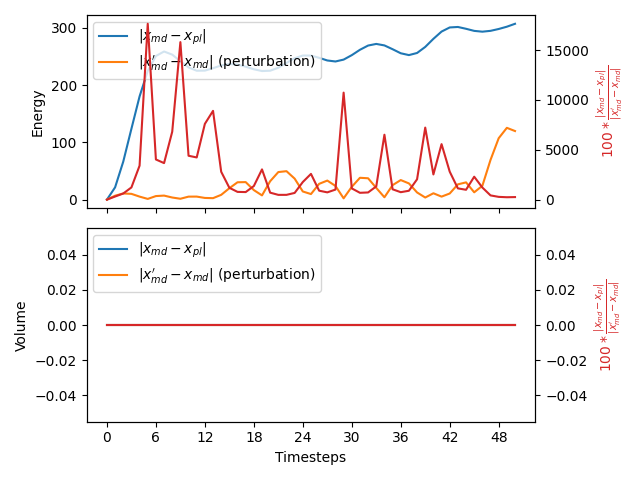 300
200
100
0
Energy
|x_md − x_pl|
|x′_md − x_md| (perturbation)
15000
10000
5000
0
100 * |x_md − x_pl| / |x′_md − x_md|
0.04
0.02
0.00
−0.02
−0.04
Volume
|x_md − x_pl|
|x′_md − x_md| (perturbation)
0.04
0.02
0.00
−0.02
−0.04
100 * |x_md − x_pl| / |x′_md − x_md|
0 6 12 18 24 30 36 42 48
Timesteps